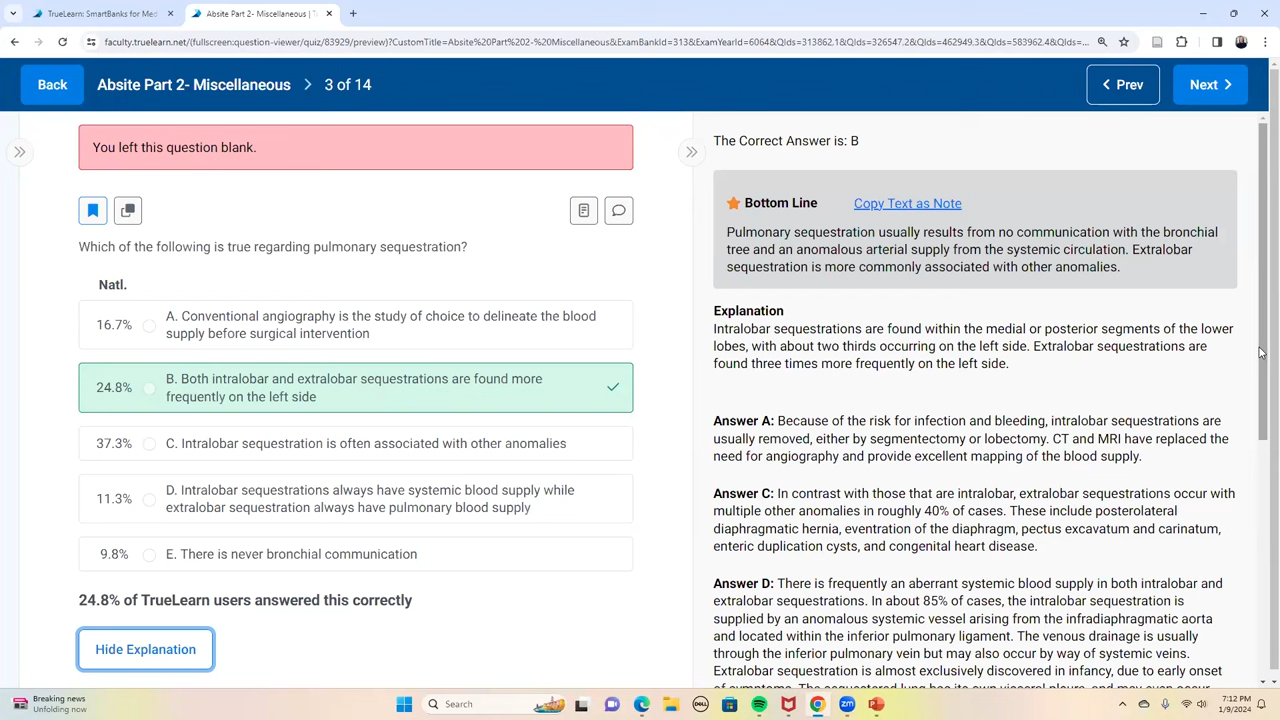 TrueLearn: SmartBanks for Med
Absite Part 2- Miscellaneous | T
faculty.truelearn.net/(fullscreen:question-viewer/quiz/83929/preview)?CustomTitle=Absite%20Part%202-%20Miscellaneous&ExamBankId=313&ExamYearId=6064&QIds=313862.1&QIds=326547.2&QIds=462949.3&QIds=583962.4&QIds=...
Back
Absite Part 2- Miscellaneous > 3 of 14
Prev
Next
You left this question blank.
Which of the following is true regarding pulmonary sequestration?
Natl.
16.7%
A. Conventional angiography is the study of choice to delineate the blood
supply before surgical intervention
24.8%
B. Both intralobar and extralobar sequestrations are found more
frequently on the left side
37.3%
C. Intralobar sequestration is often associated with other anomalies
11.3%
D. Intralobar sequestrations always have systemic blood supply while
extralobar sequestration always have pulmonary blood supply
9.8%
E. There is never bronchial communication
24.8% of TrueLearn users answered this correctly
Hide Explanation
The Correct Answer is: B
Bottom Line
Copy Text as Note
Pulmonary sequestration usually results from no communication with the bronchial
tree and an anomalous arterial supply from the systemic circulation. Extralobar
sequestration is more commonly associated with other anomalies.
Explanation
Intralobar sequestrations are found within the medial or posterior segments of the lower
lobes, with about two thirds occurring on the left side. Extralobar sequestrations are
found three times more frequently on the left side.
Answer A: Because of the risk for infection and bleeding, intralobar sequestrations are
usually removed, either by segmentectomy or lobectomy. CT and MRI have replaced the
need for angiography and provide excellent mapping of the blood supply.
Answer C: In contrast with those that are intralobar, extralobar sequestrations occur with
multiple other anomalies in roughly 40% of cases. These include posterolateral
diaphragmatic hernia, eventration of the diaphragm, pectus excavatum and carinatum,
enteric duplication cysts, and congenital heart disease.
Answer D: There is frequently an aberrant systemic blood supply in both intralobar and
extralobar sequestrations. In about 85% of cases, the intralobar sequestration is
supplied by an anomalous systemic vessel arising from the infradiaphragmatic aorta
and located within the inferior pulmonary ligament. The venous drainage is usually
through the inferior pulmonary vein but may also occur by way of systemic veins.
Extralobar sequestration is almost exclusively discovered in infancy, due to early onset
Breaking news
Unfolding now
Search
DELL
zm
7:12 PM
1/9/2024